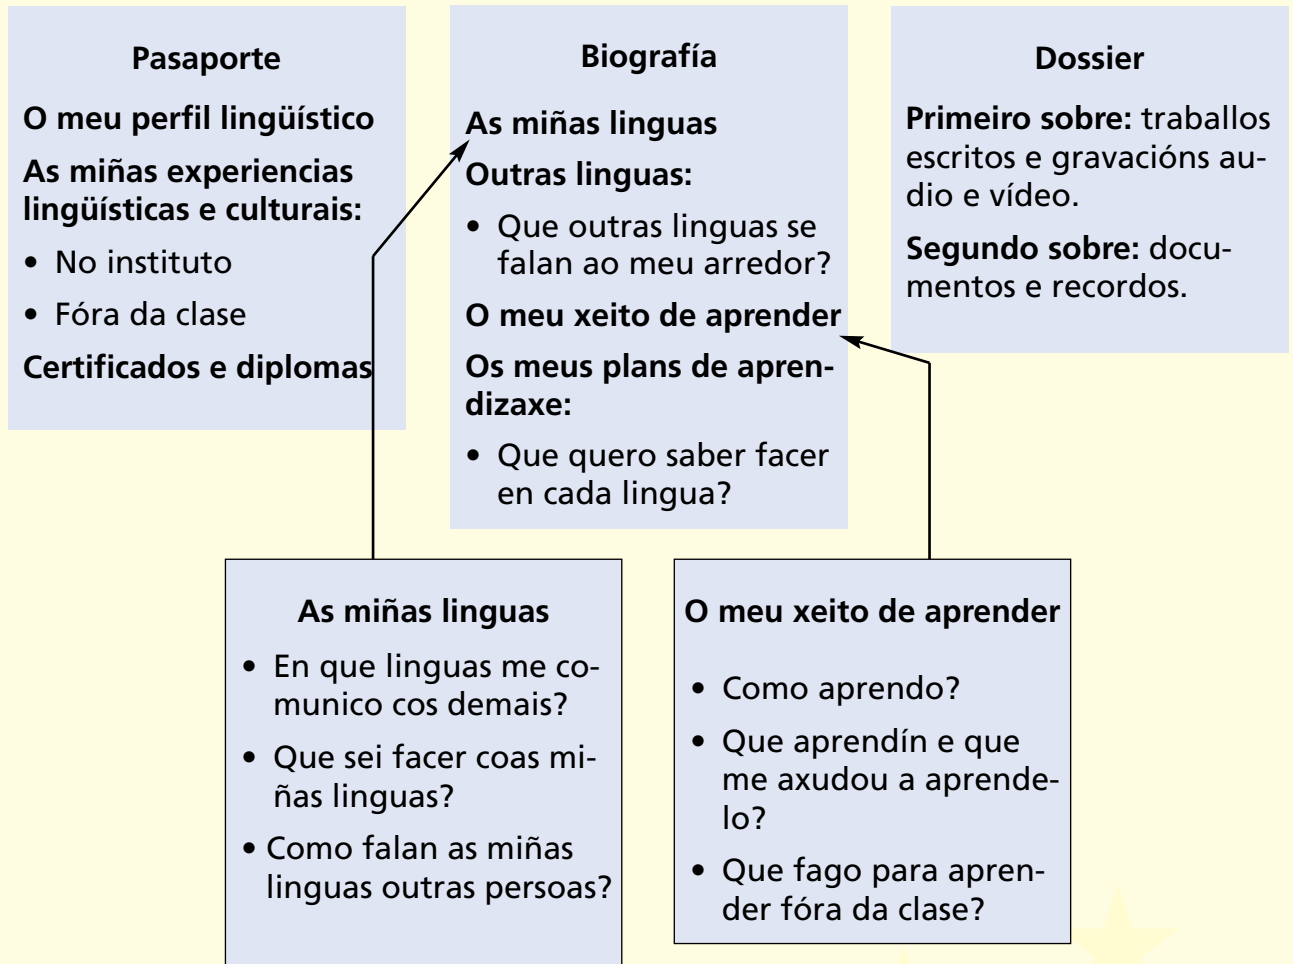 Pasaporte
O meu perfil lingüístico
As miñas experiencias
lingüísticas e culturais:
• No instituto
• Fóra da clase
Certificados e diplomas
Biografía
As miñas linguas
Outras linguas:
• Que outras linguas se
falan ao meu arredor?
O meu xeito de aprender
Os meus plans de apren-
dizaxe:
• Que quero saber facer
en cada lingua?
Dossier
Primeiro sobre: traballos
escritos e gravacións au-
dio e vídeo.
Segundo sobre: docu-
mentos e recordos.
As miñas linguas
• En que linguas me co-
munico cos demais?
• Que sei facer coas mi-
ñas linguas?
• Como falan as miñas
linguas outras persoas?
O meu xeito de aprender
• Como aprendo?
• Que aprendín e que
me axudou a aprende-
lo?
• Que fago para apren-
der fóra da clase?